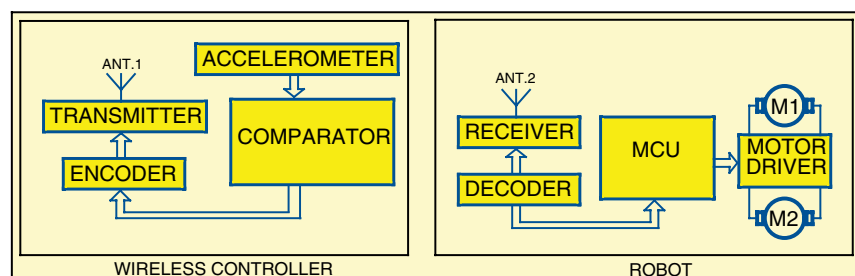 ANT.1
ACCELEROMETER
TRANSMITTER
COMPARATOR
ENCODER
WIRELESS CONTROLLER
ANT.2
RECEIVER
DECODER
MCU
M1
MOTOR
DRIVER
M2
ROBOT